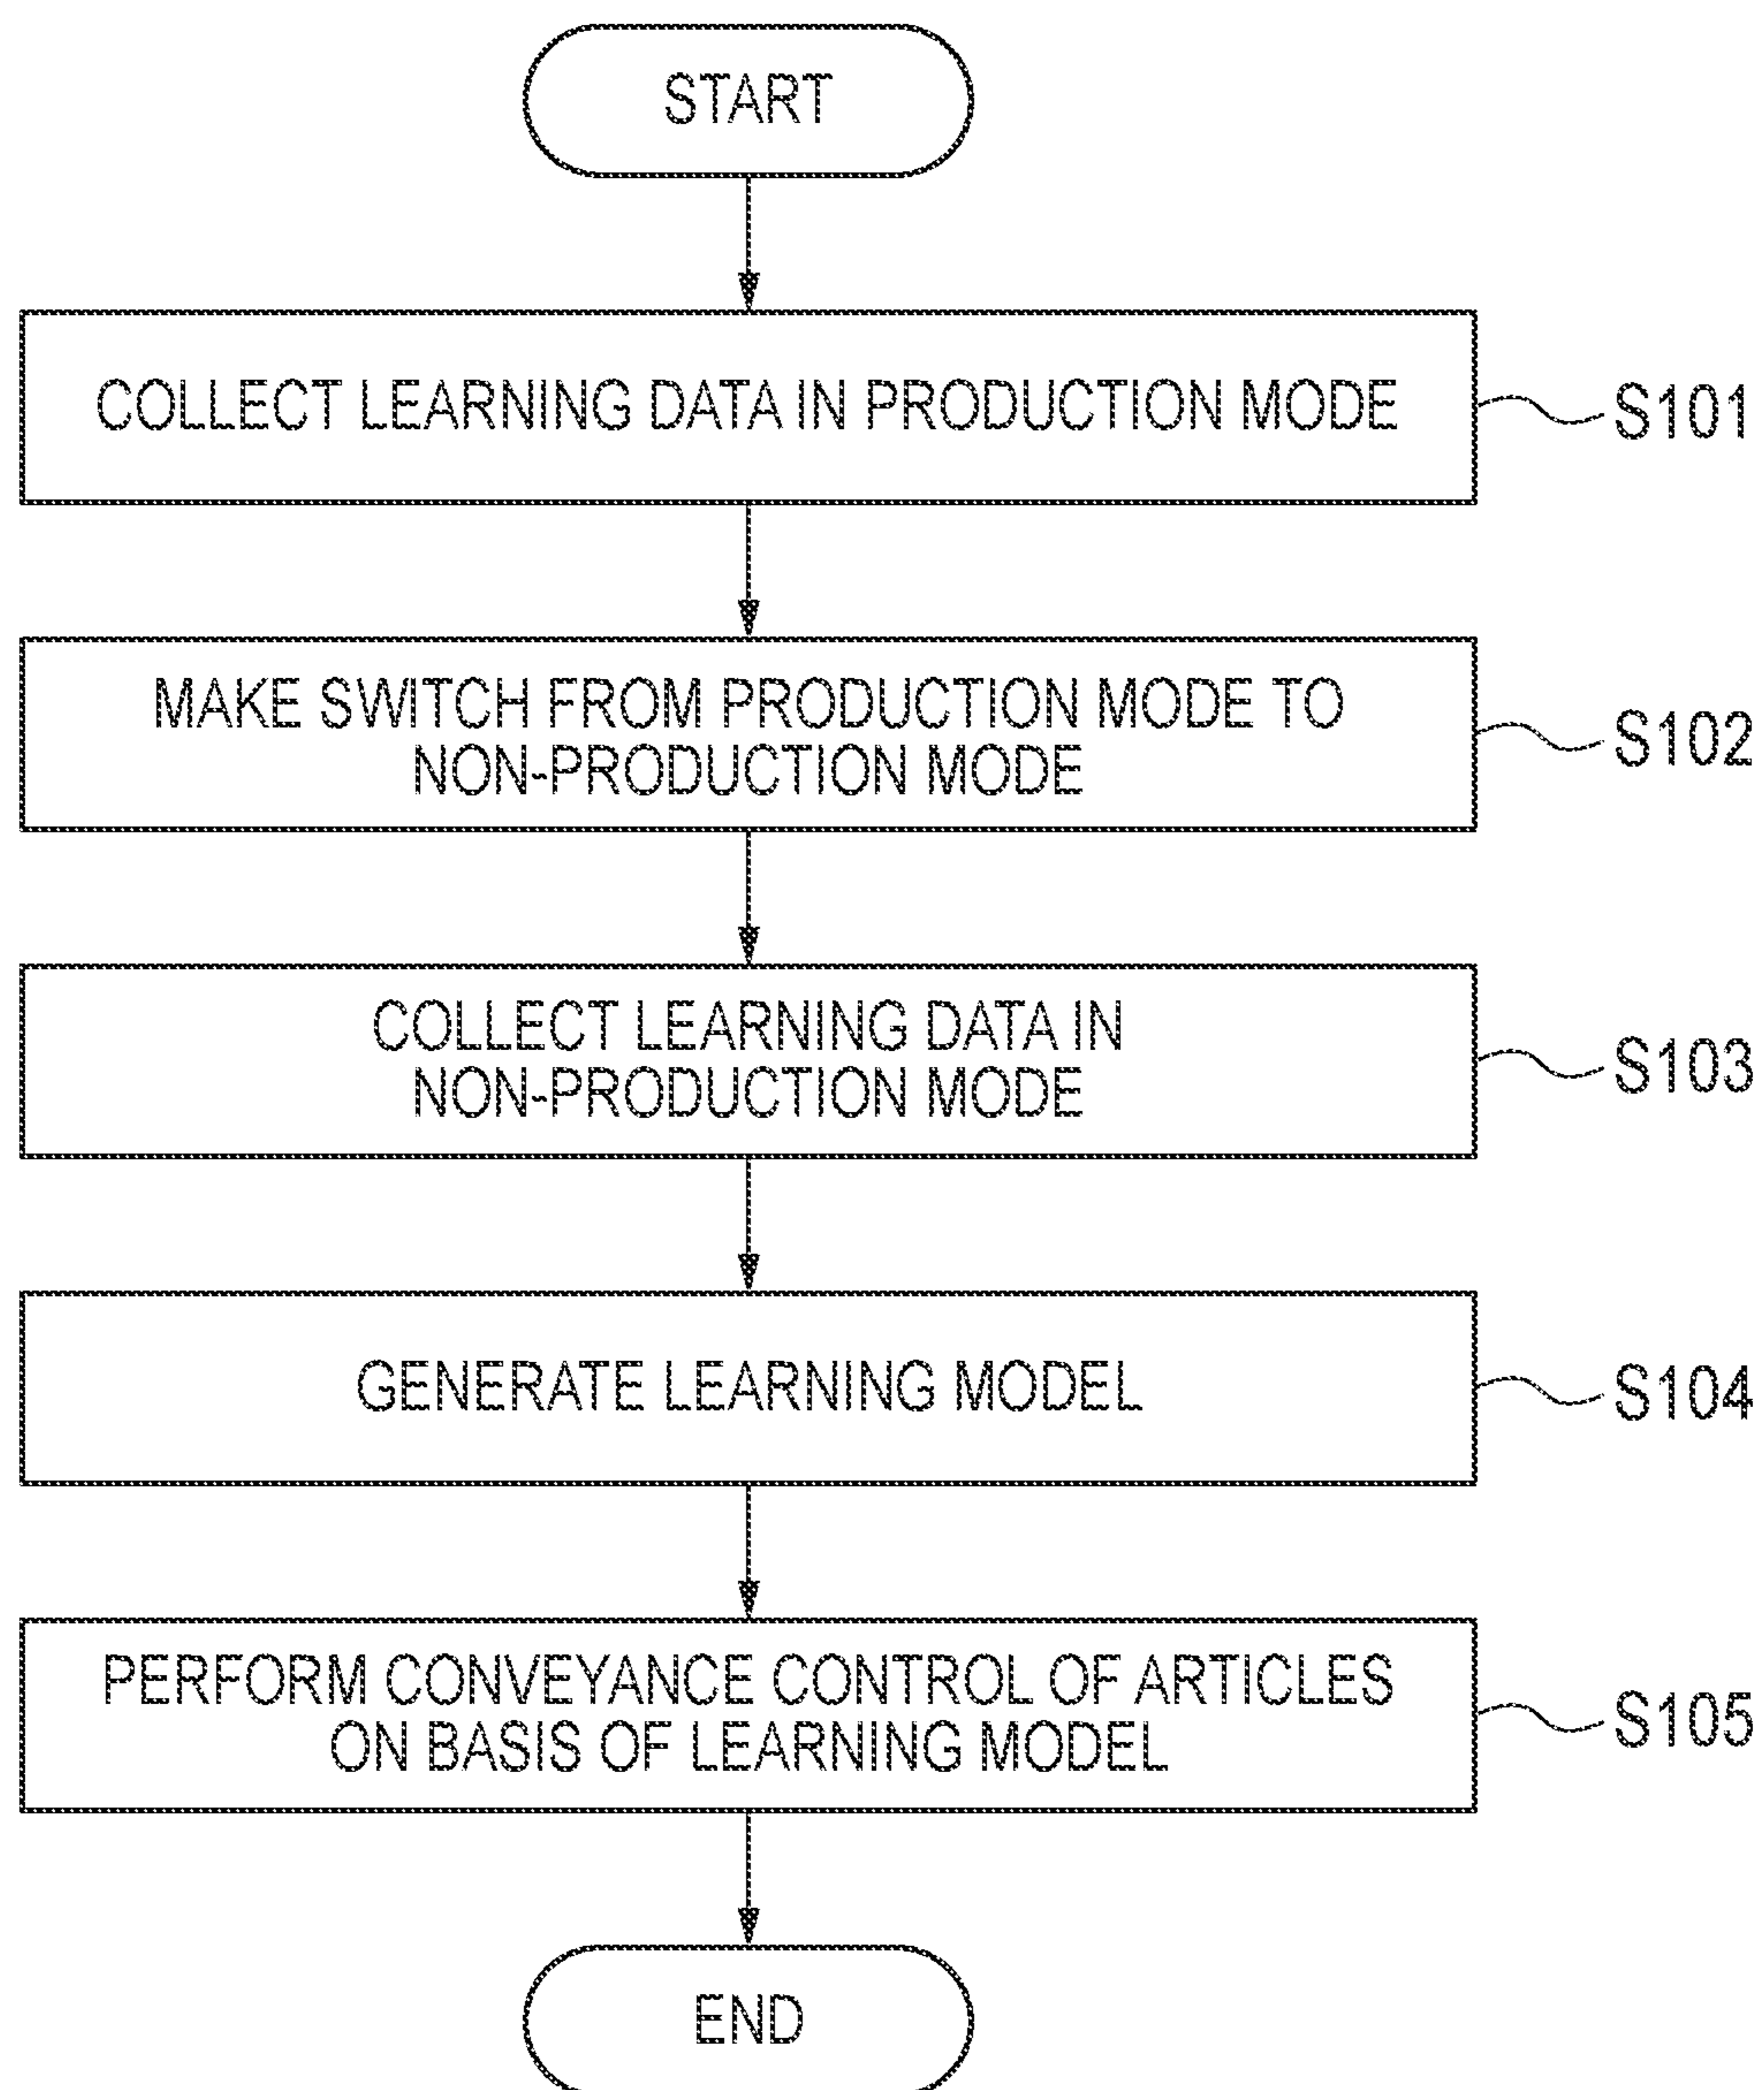 START
COLLECT LEARNING DATA IN PRODUCTION MODE
S101
MAKE SWITCH FROM PRODUCTION MODE TO
NON-PRODUCTION MODE
S102
COLLECT LEARNING DATA IN
NON-PRODUCTION MODE
S103
GENERATE LEARNING MODEL
S104
PERFORM CONVEYANCE CONTROL OF ARTICLES
ON BASIS OF LEARNING MODEL
S105
END